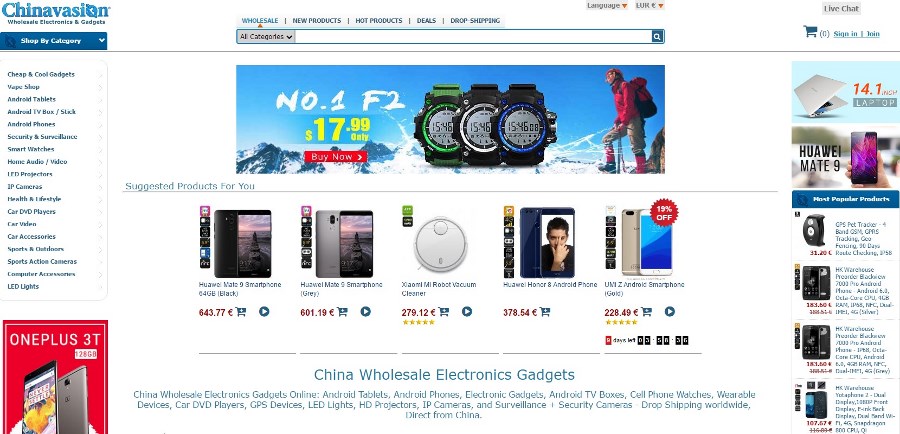 Chinavasion
Wholesale Electronics & Gadgets
Language
EUR €
Live Chat
WHOLESALE | NEW PRODUCTS | HOT PRODUCTS | DEALS | DROP SHIPPING
All Categories
(0) Sign in | Join
Shop By Category
Cheap & Cool Gadgets
Vape Shop
Android Tablets
Android TV Box / Stick
Android Phones
Security & Surveillance
Smart Watches
Home Audio / Video
LED Projectors
IP Cameras
Health & Lifestyle
Car DVD Players
Car Video
Car Accessories
Sports & Outdoors
Sports Action Cameras
Computer Accessories
LED Lights
ONEPLUS 3T
128GB
NO.1 F2
$17.99
Only
Buy Now
Suggested Products For You
Huawei Mate 9 Smartphone
64GB (Black)
643.77 €
Huawei Mate 9 Smartphone
(Grey)
601.19 €
Xiaomi Mi Robot Vacuum
Cleaner
279.12 €
Huawei Honor 8 Android Phone
378.54 €
19%
OFF
UMI Z Android Smartphone
(Gold)
228.49 €
days left 03 : 58 : 36
China Wholesale Electronics Gadgets
China Wholesale Electronics Gadgets Online: Android Tablets, Android Phones, Electronic Gadgets, Android TV Boxes, Cell Phone Watches, Wearable
Devices, Car DVD Players, GPS Devices, LED Lights, HD Projectors, IP Cameras, and Surveillance + Security Cameras - Drop Shipping worldwide,
Direct from China.
14.1 INCH
LAPTOP
HUAWEI
MATE 9
Most Popular Products
GPS Pet Tracker - 4
Band GSM, GPRS
Tracking, Geo-
Fencing, 90 Days
31.20 € Route Checking, IP68
HK Warehouse
Preorder Blackview
7000 Pro Android
Phone - Android 6.0,
Octa-Core CPU, 4GB
183.60 € RAM, IP68, NFC, Dual-
188.51 € IMEI, 4G (Silver)
HK Warehouse
Preorder Blackview
7000 Pro Android
Phone - IP68, Octa-
Core CPU, Android
183.60 € 6.0, 4GB RAM, NFC,
188.51 € Dual-IMEI, 4G (Grey)
HK Warehouse
Yotaphone 2 - Dual
Display,1080P Front
Display, E-Ink Back
Display, Dual Band Wi-
107.67 € Fi, 4G, Snapdragon
800 CPU, QI